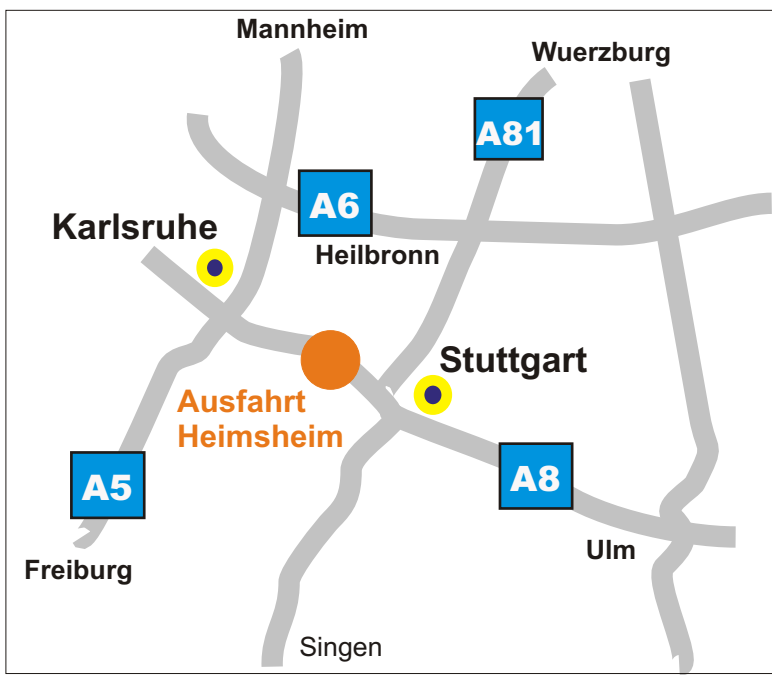 Mannheim
Wuerzburg
A81
A6
Karlsruhe
Heilbronn
Stuttgart
Ausfahrt
Heimsheim
A8
A5
Ulm
Freiburg
Singen